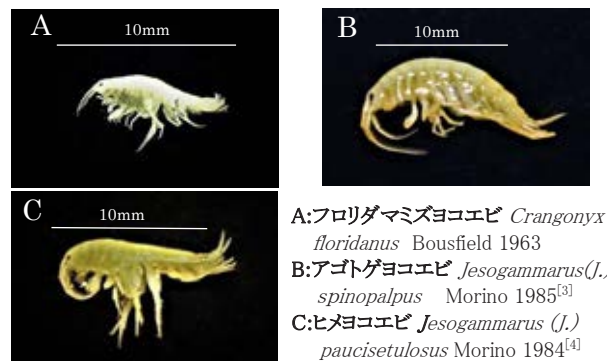 A
10mm
B
10mm
C
10mm
A:フロリダマミズヨコエビ Crangonyx
floridanus Bousfield 1963
B:アゴトゲヨコエビ Jesogammarus(J.)
spinopalpus Morino 1985[3]
C:ヒメヨコエビ Jesogammarus (J.)
paucisetulosus Morino 1984[4]